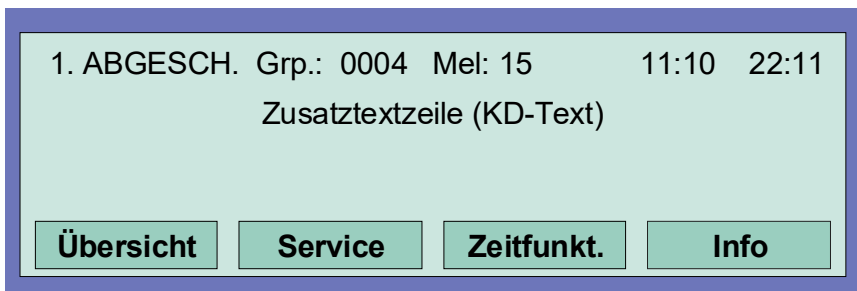 1. ABGESCH. Grp.: 0004 Mel: 15 11:10 22:11
Zusatztextzeile (KD-Text)
Übersicht Service Zeitfunkt. Info